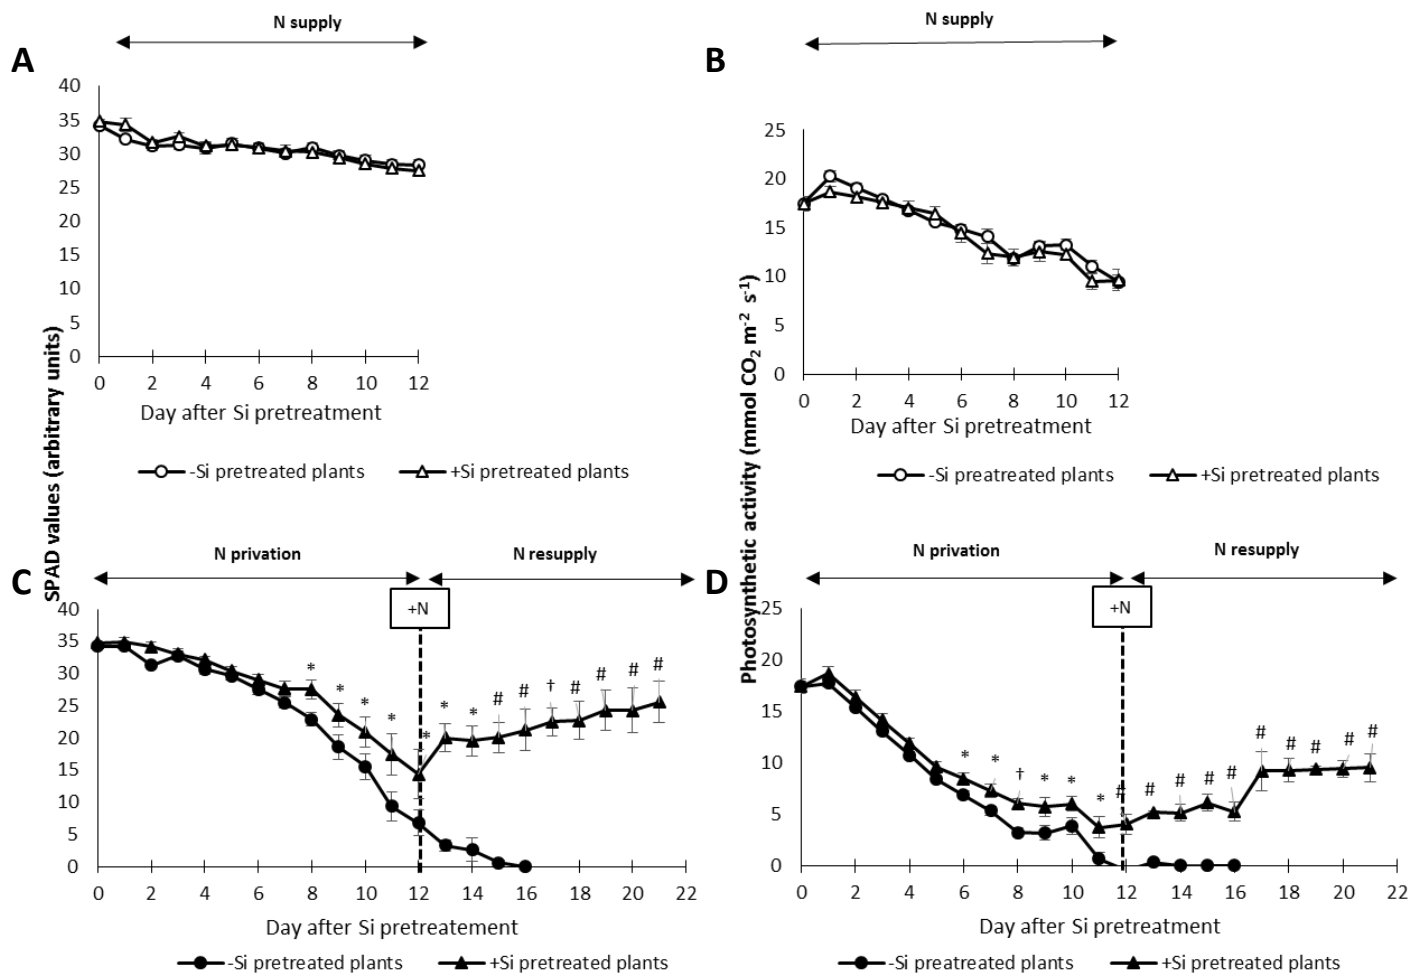 N supply
A
40
35
30
25
20
15
10
5
0
0 2 4 6 8 10 12
Day after Si pretreatment
-Si pretreated plants +Si pretreated plants
SPAD values (arbitrary units)
N supply
B
25
20
15
10
5
0
0 2 4 6 8 10 12
Day after Si pretreatment
-Si preatreated plants +Si pretreated plants
Photosynthetic activity (mmol CO2 m-2 s-1)
N privation N resupply
C
+N
40
35
30
25
20
15
10
5
0
* * * * * * * # # † # # # #
0 2 4 6 8 10 12 14 16 18 20 22
Day after Si pretreatement
-Si pretreated plants +Si pretreated plants
N privation N resupply
D
+N
25
20
15
10
5
0
* * † * * * # # # # # # # # # #
0 2 4 6 8 10 12 14 16 18 20 22
Day after Si pretreatment
-Si preatreated plants +Si pretreated plants